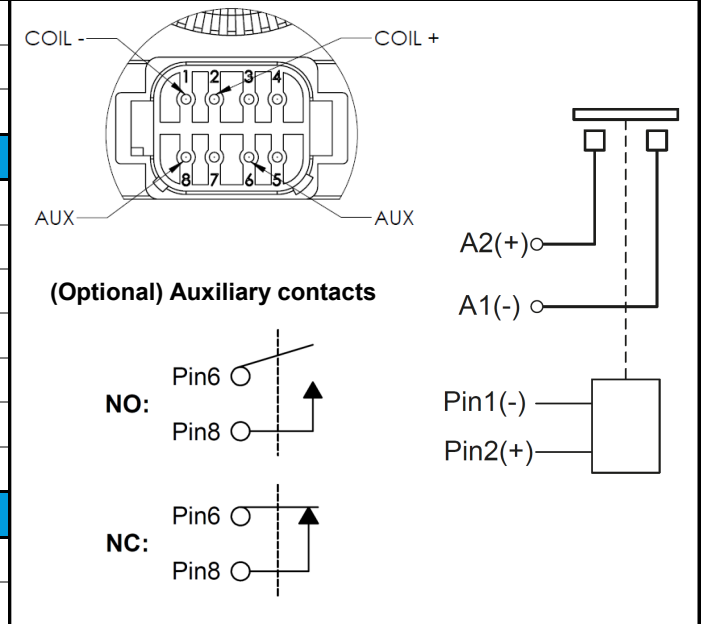 COIL -
COIL +
1 2 3 4
8 7 6 5
AUX
AUX
(Optional) Auxiliary contacts
NO:
Pin6
Pin8
NC:
Pin6
Pin8
A2(+)
A1(-)
Pin1(-)
Pin2(+)